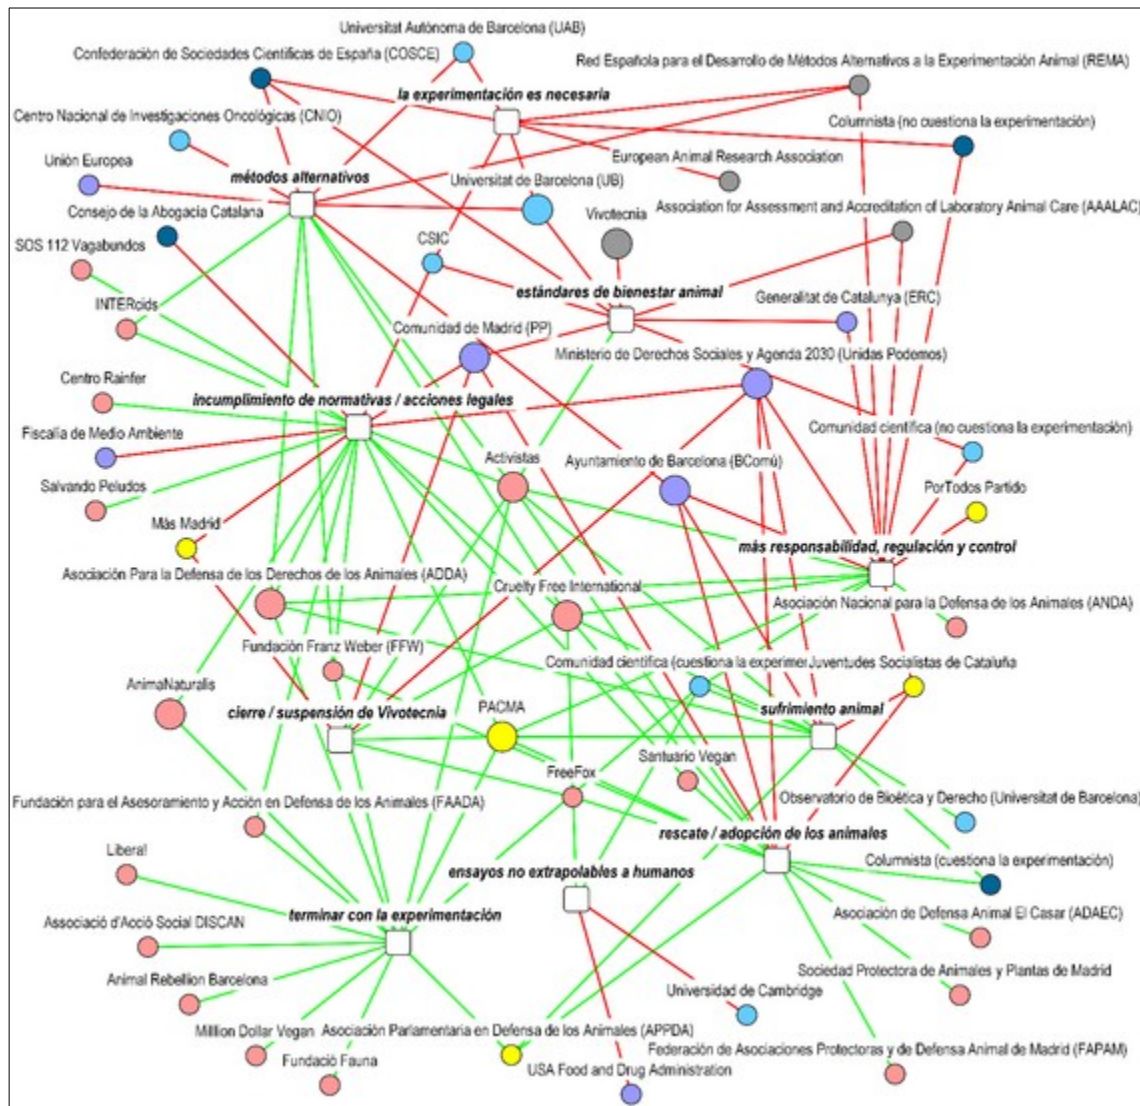 Universitat Autònoma de Barcelona (UAB)
Confederación de Sociedades Científicas de España (COSCE)
Red Española para el Desarrollo de Métodos Alternativos a la Experimentación Animal (REMA)
la experimentación es necesaria
Centro Nacional de Investigaciones Oncológicas (CNIO)
Columnista (no cuestiona la experimentación)
Unión Europea
European Animal Research Association
métodos alternativos
Universitat de Barcelona (UB)
Consejo de la Abogacía Catalana
Vivotecnia
Association for Assessment and Accreditation of Laboratory Animal Care (AAALAC)
SOS 112 Vagabundos
CSIC
estándares de bienestar animal
INTERcids
Generalitat de Catalunya (ERC)
Comunidad de Madrid (PP)
Ministerio de Derechos Sociales y Agenda 2030 (Unidas Podemos)
Centro Rainfer
incumplimiento de normativas / acciones legales
Fiscalía de Medio Ambiente
Comunidad científica (no cuestiona la experimentación)
Activistas
Ayuntamiento de Barcelona (BComú)
Salvando Peludos
PorTodos Partido
Más Madrid
más responsabilidad, regulación y control
Asociación Para la Defensa de los Derechos de los Animales (ADDA)
Cruelty Free International
Asociación Nacional para la Defensa de los Animales (ANDA)
Fundación Franz Weber (FFW)
Comunidad científica (cuestiona la experimen
Juventudes Socialistas de Cataluña
AnimaNaturalis
cierre / suspensión de Vivotecnia
PACMA
sufrimiento animal
Santuario Vegan
FreeFox
Fundación para el Asesoramiento y Acción en Defensa de los Animales (FAADA)
Observatorio de Bioética y Derecho (Universitat de Barcelona)
rescate / adopción de los animales
Libera!
ensayos no extrapolables a humanos
Columnista (cuestiona la experimentación)
terminar con la experimentación
Associació d'Acció Social DISCAN
Asociación de Defensa Animal El Casar (ADAEC)
Animal Rebellion Barcelona
Sociedad Protectora de Animales y Plantas de Madrid
Universidad de Cambridge
Milllion Dollar Vegan
Asociación Parlamentaria en Defensa de los Animales (APPDA)
Federación de Asociaciones Protectoras y de Defensa Animal de Madrid (FAPAM)
Fundació Fauna
USA Food and Drug Administration